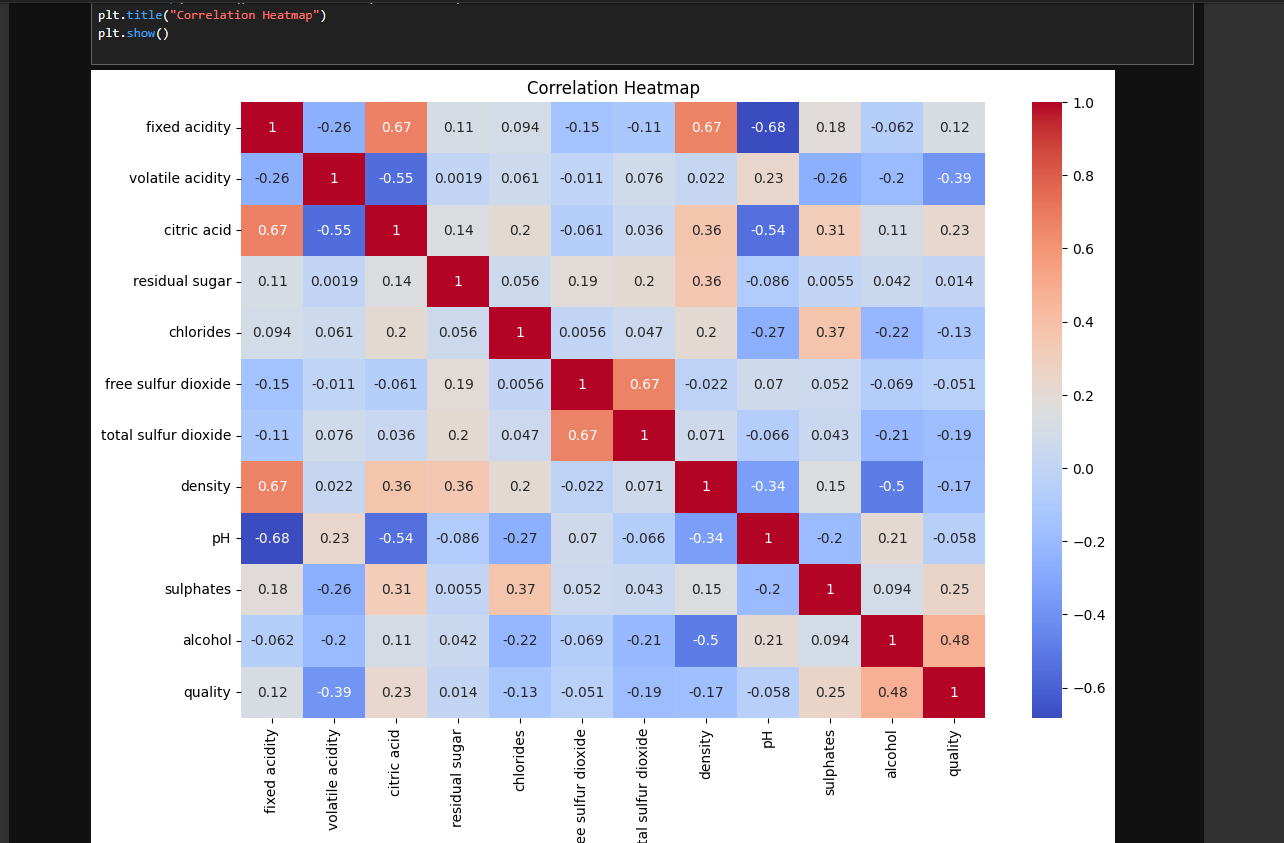 plt.title("Correlation Heatmap")
plt.show()
Correlation Heatmap
fixed acidity 1 -0.26 0.67 0.11 0.094 -0.15 -0.11 0.67 -0.68 0.18 -0.062 0.12
volatile acidity -0.26 1 -0.55 0.0019 0.061 -0.011 0.076 0.022 0.23 -0.26 -0.2 -0.39
citric acid 0.67 -0.55 1 0.14 0.2 -0.061 0.036 0.36 -0.54 0.31 0.11 0.23
residual sugar 0.11 0.0019 0.14 1 0.056 0.19 0.2 0.36 -0.086 0.0055 0.042 0.014
chlorides 0.094 0.061 0.2 0.056 1 0.0056 0.047 0.2 -0.27 0.37 -0.22 -0.13
free sulfur dioxide -0.15 -0.011 -0.061 0.19 0.0056 1 0.67 -0.022 0.07 0.052 -0.069 -0.051
total sulfur dioxide -0.11 0.076 0.036 0.2 0.047 0.67 1 0.071 -0.066 0.043 -0.21 -0.19
density 0.67 0.022 0.36 0.36 0.2 -0.022 0.071 1 -0.34 0.15 -0.5 -0.17
pH -0.68 0.23 -0.54 -0.086 -0.27 0.07 -0.066 -0.34 1 -0.2 0.21 -0.058
sulphates 0.18 -0.26 0.31 0.0055 0.37 0.052 0.043 0.15 -0.2 1 0.094 0.25
alcohol -0.062 -0.2 0.11 0.042 -0.22 -0.069 -0.21 -0.5 0.21 0.094 1 0.48
quality 0.12 -0.39 0.23 0.014 -0.13 -0.051 -0.19 -0.17 -0.058 0.25 0.48 1
fixed acidity
volatile acidity
citric acid
residual sugar
chlorides
ee sulfur dioxide
tal sulfur dioxide
density
pH
sulphates
alcohol
quality
1.0
0.8
0.6
0.4
0.2
0.0
−0.2
−0.4
−0.6